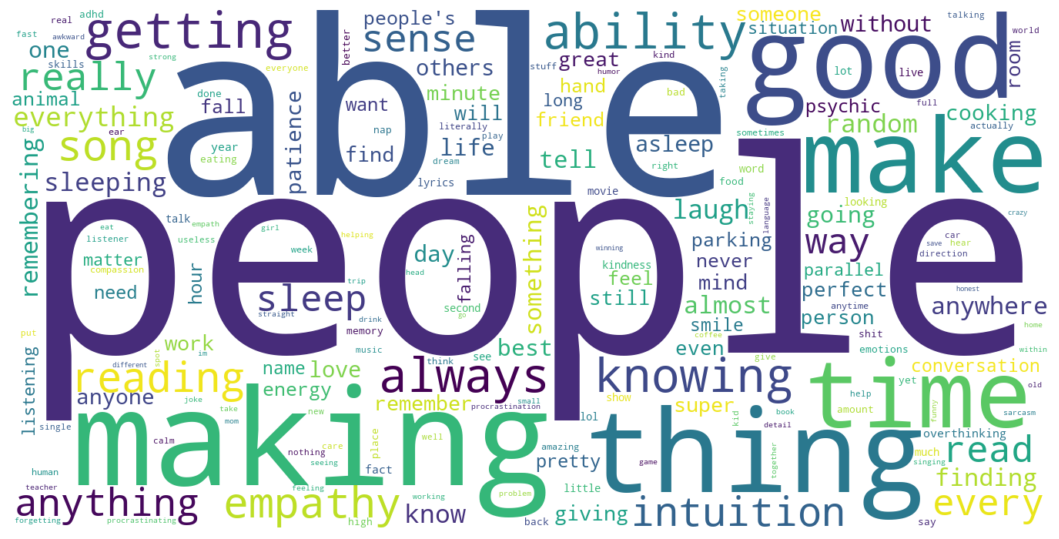 people
able
making
thing
good
make
time
ability
getting
song
always
knowing
really
sense
sleep
reading
way
anything
empathy
intuition
everything
every
read
finding
one
animal
sleeping
remembering
fall
year
done
eating
ear
big
adhd
fast
awkward
skills
strong
real
everyone
people's
better
others
great
minute
will
life
long
hand
friend
patience
want
find
nap
literally
play
dream
lyrics
tell
asleep
right
stuff
humor
kind
bad
taking
someone
situation
without
talking
world
lot
live
full
room
psychic
random
cooking
actually
sometimes
word
food
movie
laugh
staying
language
looking
going
crazy
talk
empath
girl
helping
eat
listener
useless
week
matter
compassion
need
hour
trip
head
day
falling
second
go
something
winning
kindness
feel
still
parking
never
mind
almost
smile
person
parallel
perfect
car
save
hear
direction
anytime
honest
anywhere
home
straight
drink
memory
put
im
spot
work
different
music
best
even
shit
emotions
within
conversation
anyone
listening
single
joke
take
mom
name
love
energy
new
think
see
remember
procrastination
small
super
coffee
give
show
lol
kid
book
yet
help
amount
funny
old
sarcasm
calm
nothing
care
place
well
amazing
pretty
game
detail
together
overthinking
much
singing
human
seeing
fact
little
teacher
feeling
working
problem
forgetting
procrastinating
high
know
back
giving
say